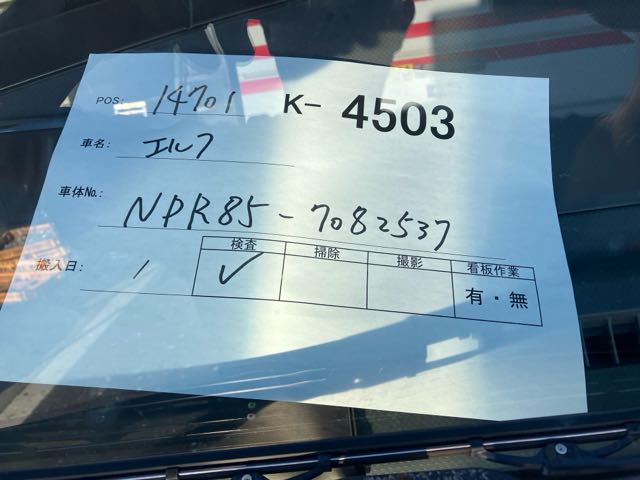 POS: 14701 K- 4503
車名: エルフ
車体No.: NPR85-7082537
搬入日: / 検査 掃除 撮影 看板作業
✓ 有・無